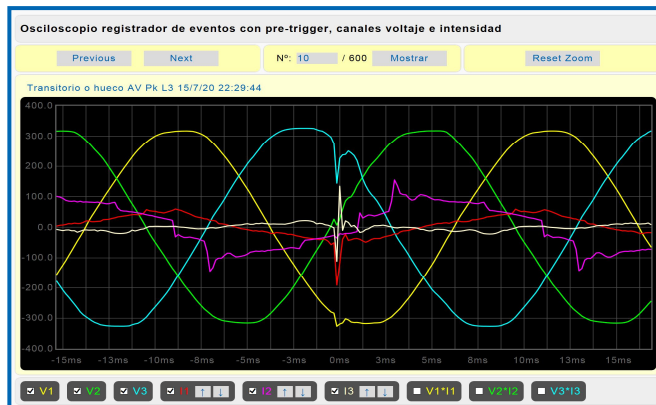 Osciloscopio registrador de eventos con pre-trigger, canales voltaje e intensidad
Previous Next Nº: 10 / 600 Mostrar Reset Zoom
Transitorio o hueco AV Pk L3 15/7/20 22:29:44
400.0
300.0
200.0
100.0
0.0
-100.0
-200.0
-300.0
-400.0
-15ms -13ms -10ms -8ms -5ms -3ms 0ms 3ms 5ms 8ms 10ms 13ms 15ms
V1 V2 V3 I1 ↑ ↓ I2 ↑ ↓ I3 ↑ ↓ V1*I1 V2*I2 V3*I3